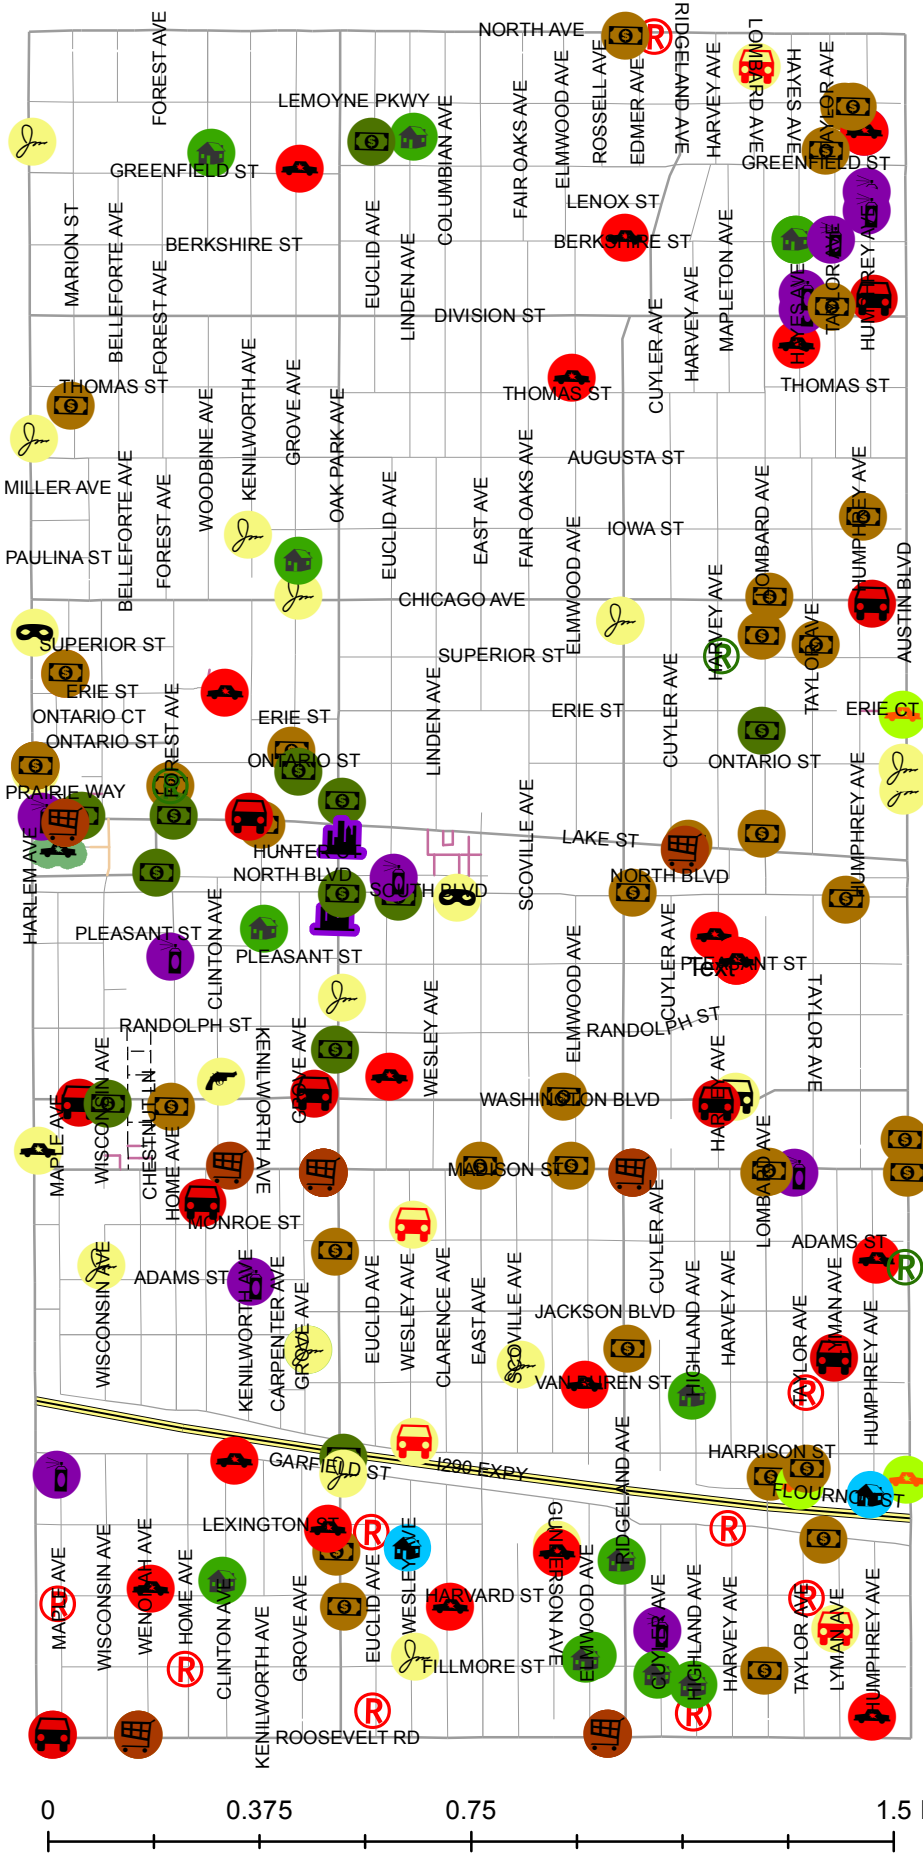 NORTH AVE
FOREST AVE
RIDGELAND AVE
LOMBARD AVE
HARVEY AVE
HAYES AVE
TAYLOR AVE
ROSSELL AVE
EDMER AVE
ELMWOOD AVE
FAIR OAKS AVE
COLUMBIAN AVE
LEMOYNE PKWY
GREENFIELD ST
GREENFIELD ST
LENOX ST
BERKSHIRE ST
BERKSHIRE ST
MARION ST
BELLEFORTE AVE
FOREST AVE
EUCLID AVE
LINDEN AVE
DIVISION ST
CUYLER AVE
HARVEY AVE
MAPLETON AVE
HAYES AVE
TAYLOR AVE
HUMPHREY AVE
THOMAS ST
THOMAS ST
THOMAS ST
WOODBINE AVE
KENILWORTH AVE
GROVE AVE
OAK PARK AVE
FAIR OAKS AVE
AUGUSTA ST
MILLER AVE
BELLEFORTE AVE
FOREST AVE
EUCLID AVE
EAST AVE
ELMWOOD AVE
IOWA ST
LOMBARD AVE
HUMPHREY AVE
AUSTIN BLVD
PAULINA ST
CHICAGO AVE
HARVEY AVE
TAYLOR AVE
SUPERIOR ST
SUPERIOR ST
CUYLER AVE
ERIE ST
ERIE ST
ERIE ST
ERIE CT
LINDEN AVE
FOREST AVE
ONTARIO CT
ONTARIO ST
ONTARIO ST
ONTARIO ST
PRAIRIE WAY
HUMPHREY AVE
SCOVILLE AVE
LAKE ST
HARLEM AVE
NORTH BLVD
NORTH BLVD
SOUTH BLVD
CLINTON AVE
PLEASANT ST
PLEASANT ST
PLEASANT ST
Text
CUYLER AVE
ELMWOOD AVE
WESLEY AVE
TAYLOR AVE
RANDOLPH ST
RANDOLPH ST
KENILWORTH AVE
GROVE AVE
WISCONSIN AVE
CHESTNUT LN
MAPLE AVE
HOME AVE
WASHINGTON BLVD
HARVEY AVE
LOMBARD AVE
MADISON ST
CUYLER AVE
MONROE ST
ADAMS ST
ADAMS ST
WISCONSIN AVE
KENILWORTH AVE
CARPENTER AVE
GROVE AVE
EUCLID AVE
WESLEY AVE
CLARENCE AVE
EAST AVE
SCOVILLE AVE
JACKSON BLVD
HIGHLAND AVE
HARVEY AVE
TAYLOR AVE
LYMAN AVE
HUMPHREY AVE
VAN BUREN ST
HARRISON ST
GARFIELD ST
I290 EXPY
RIDGELAND AVE
FLOURNOY ST
LEXINGTON ST
GUNDERSON AVE
MAPLE AVE
WISCONSIN AVE
WENONAH AVE
HOME AVE
CLINTON AVE
KENILWORTH AVE
GROVE AVE
EUCLID AVE
WESLEY AVE
HARVARD ST
ELMWOOD AVE
CUYLER AVE
HIGHLAND AVE
HARVEY AVE
TAYLOR AVE
LYMAN AVE
HUMPHREY AVE
FILLMORE ST
ROOSEVELT RD
0 0.375 0.75 1.5